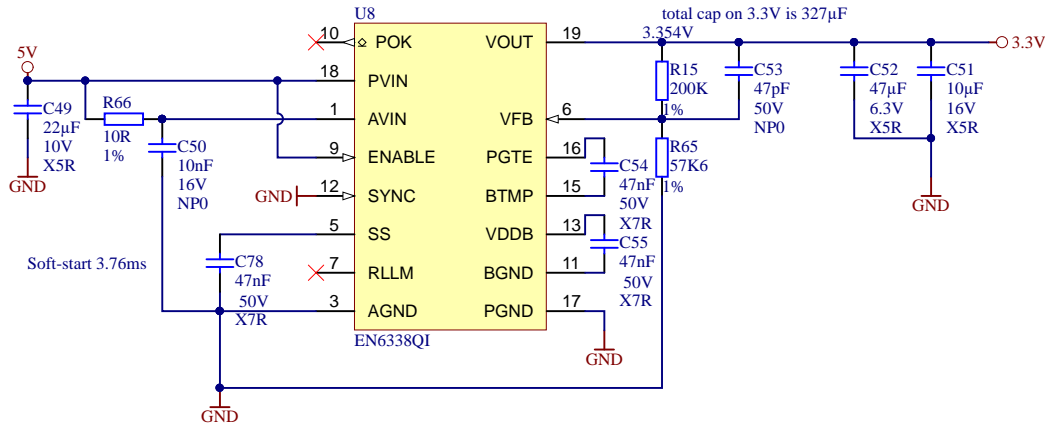 U8
total cap on 3.3V is 327µF
3.354V
10
POK
VOUT
19
3.3V
5V
18
PVIN
C49
22µF
10V
X5R
GND
R66
10R
1%
1
AVIN
C50
10nF
16V
NP0
R15
200K
1%
C53
47pF
50V
NP0
C52
47µF
6.3V
X5R
C51
10µF
16V
X5R
GND
VFB
6
9
ENABLE
PGTE
16
R65
57K6
1%
C54
47nF
50V
X7R
GND
12
SYNC
BTMP
15
5
SS
VDDB
13
C55
47nF
50V
X7R
Soft-start 3.76ms
C78
47nF
50V
X7R
7
RLLM
BGND
11
3
AGND
PGND
17
EN6338QI
GND
GND